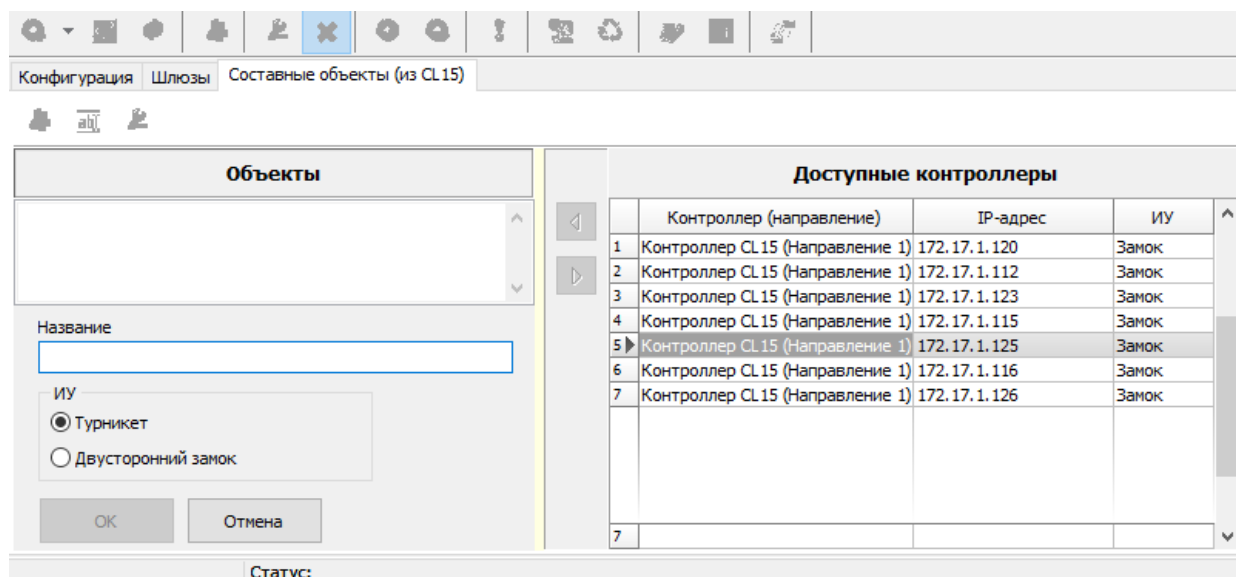 Конфигурация Шлюзы Составные объекты (из CL15)
Объекты
Доступные контроллеры
Контроллер (направление) IP-адрес ИУ
1 Контроллер CL15 (Направление 1) 172.17.1.120 Замок
2 Контроллер CL15 (Направление 1) 172.17.1.112 Замок
3 Контроллер CL15 (Направление 1) 172.17.1.123 Замок
4 Контроллер CL15 (Направление 1) 172.17.1.115 Замок
5 Контроллер CL15 (Направление 1) 172.17.1.125 Замок
6 Контроллер CL15 (Направление 1) 172.17.1.116 Замок
7 Контроллер CL15 (Направление 1) 172.17.1.126 Замок
7
Название
ИУ
Турникет
Двусторонний замок
OK Отмена
Статус: